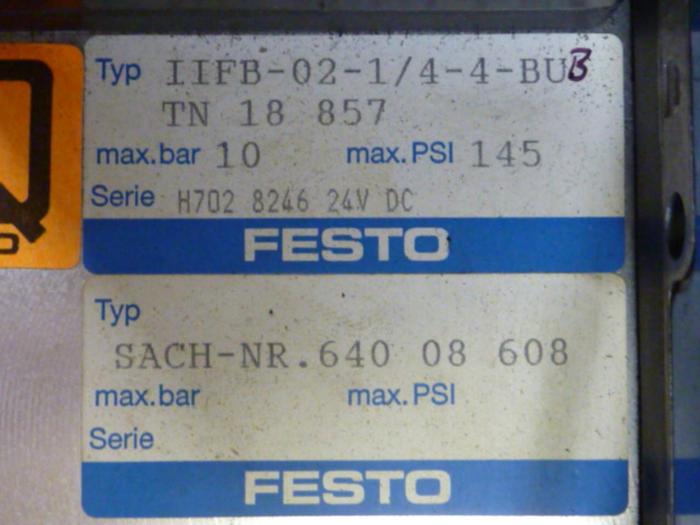 Typ IIFB-02-1/4-4-BUB
TN 18 857
max.bar 10 max.PSI 145
Serie H702 8246 24V DC
FESTO
Typ
SACH-NR.640 08 608
max.bar max.PSI
Serie
FESTO